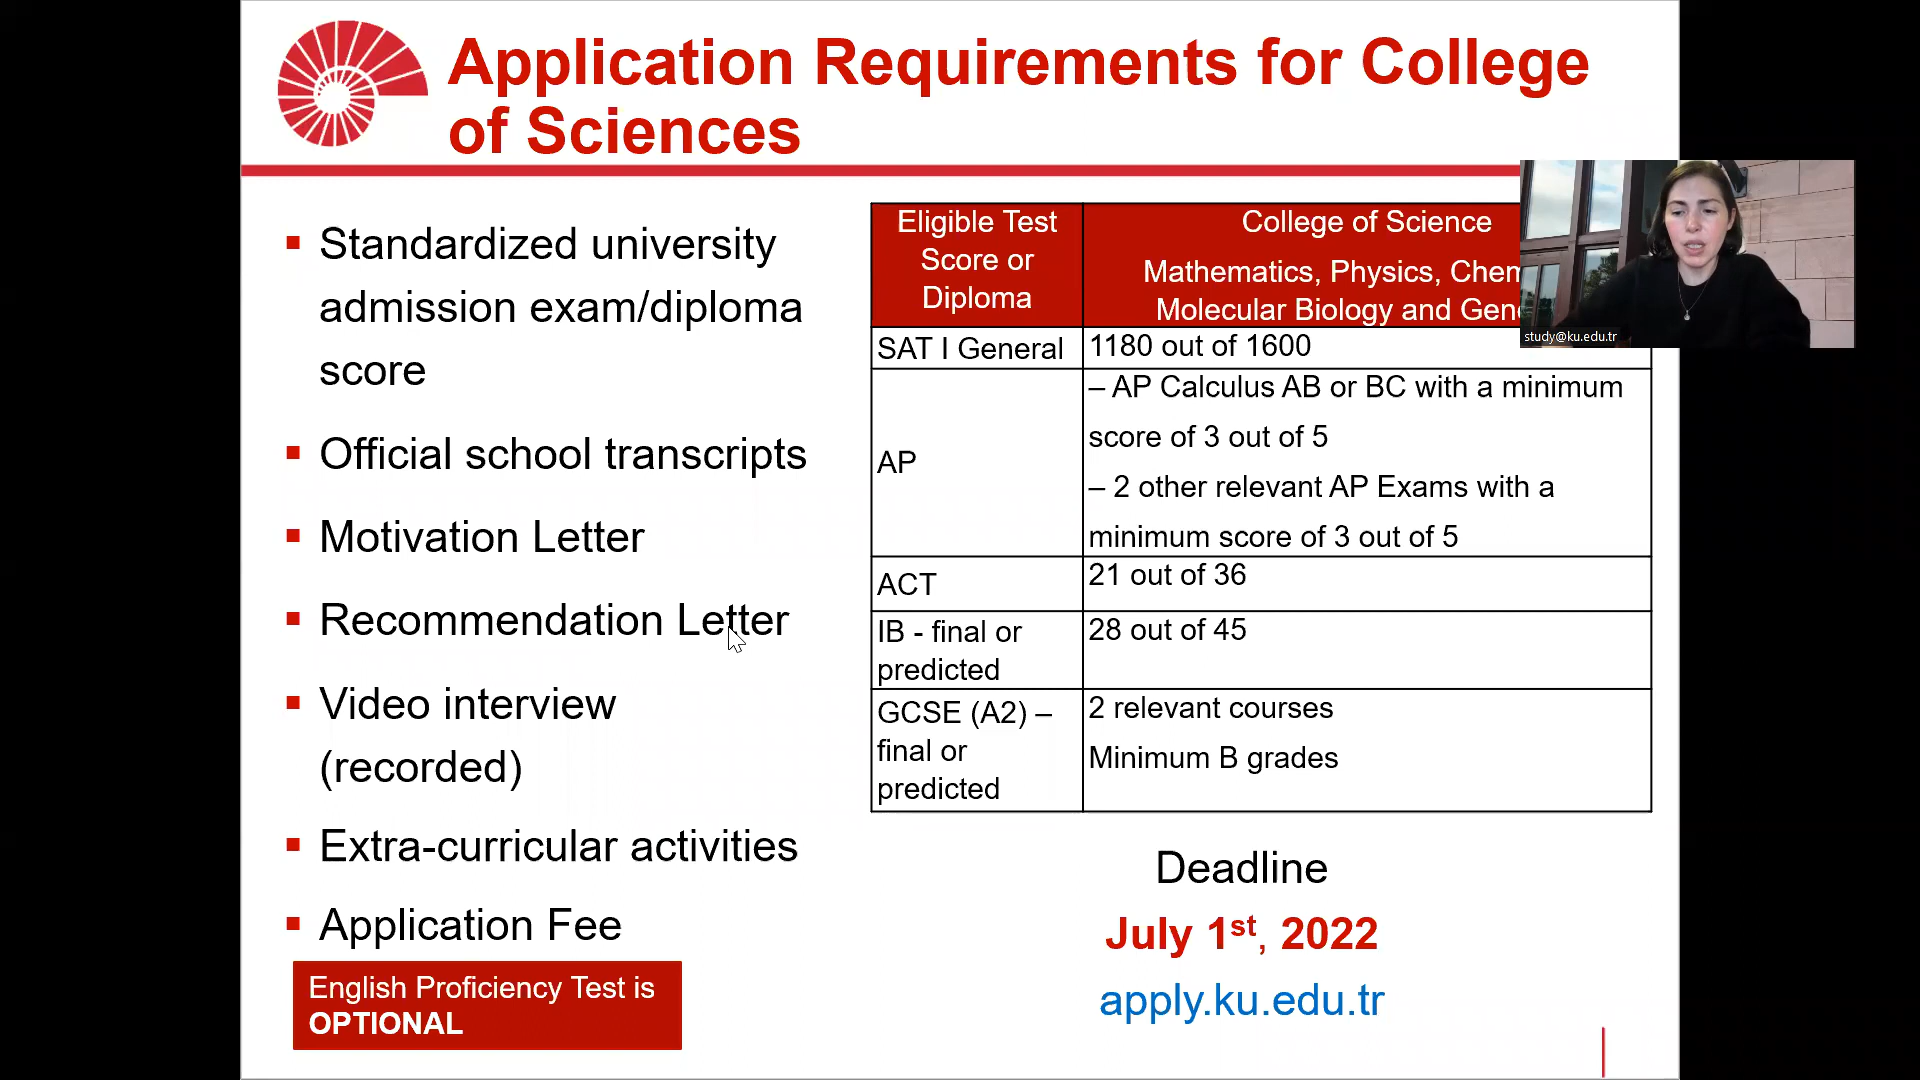 Application Requirements for College
of Sciences
▪ Standardized university
admission exam/diploma
score
▪ Official school transcripts
▪ Motivation Letter
▪ Recommendation Letter
▪ Video interview
(recorded)
▪ Extra-curricular activities
▪ Application Fee
English Proficiency Test is
OPTIONAL
Eligible Test
Score or
Diploma
College of Science
Mathematics, Physics,
Molecular Biology and
SAT I General
1180 out of 1600
AP
– AP Calculus AB or BC with a minimum
score of 3 out of 5
– 2 other relevant AP Exams with a
minimum score of 3 out of 5
ACT
21 out of 36
IB - final or
predicted
28 out of 45
GCSE (A2) –
final or
predicted
2 relevant courses
Minimum B grades
Deadline
July 1st, 2022
apply.ku.edu.tr
study@ku.edu.tr